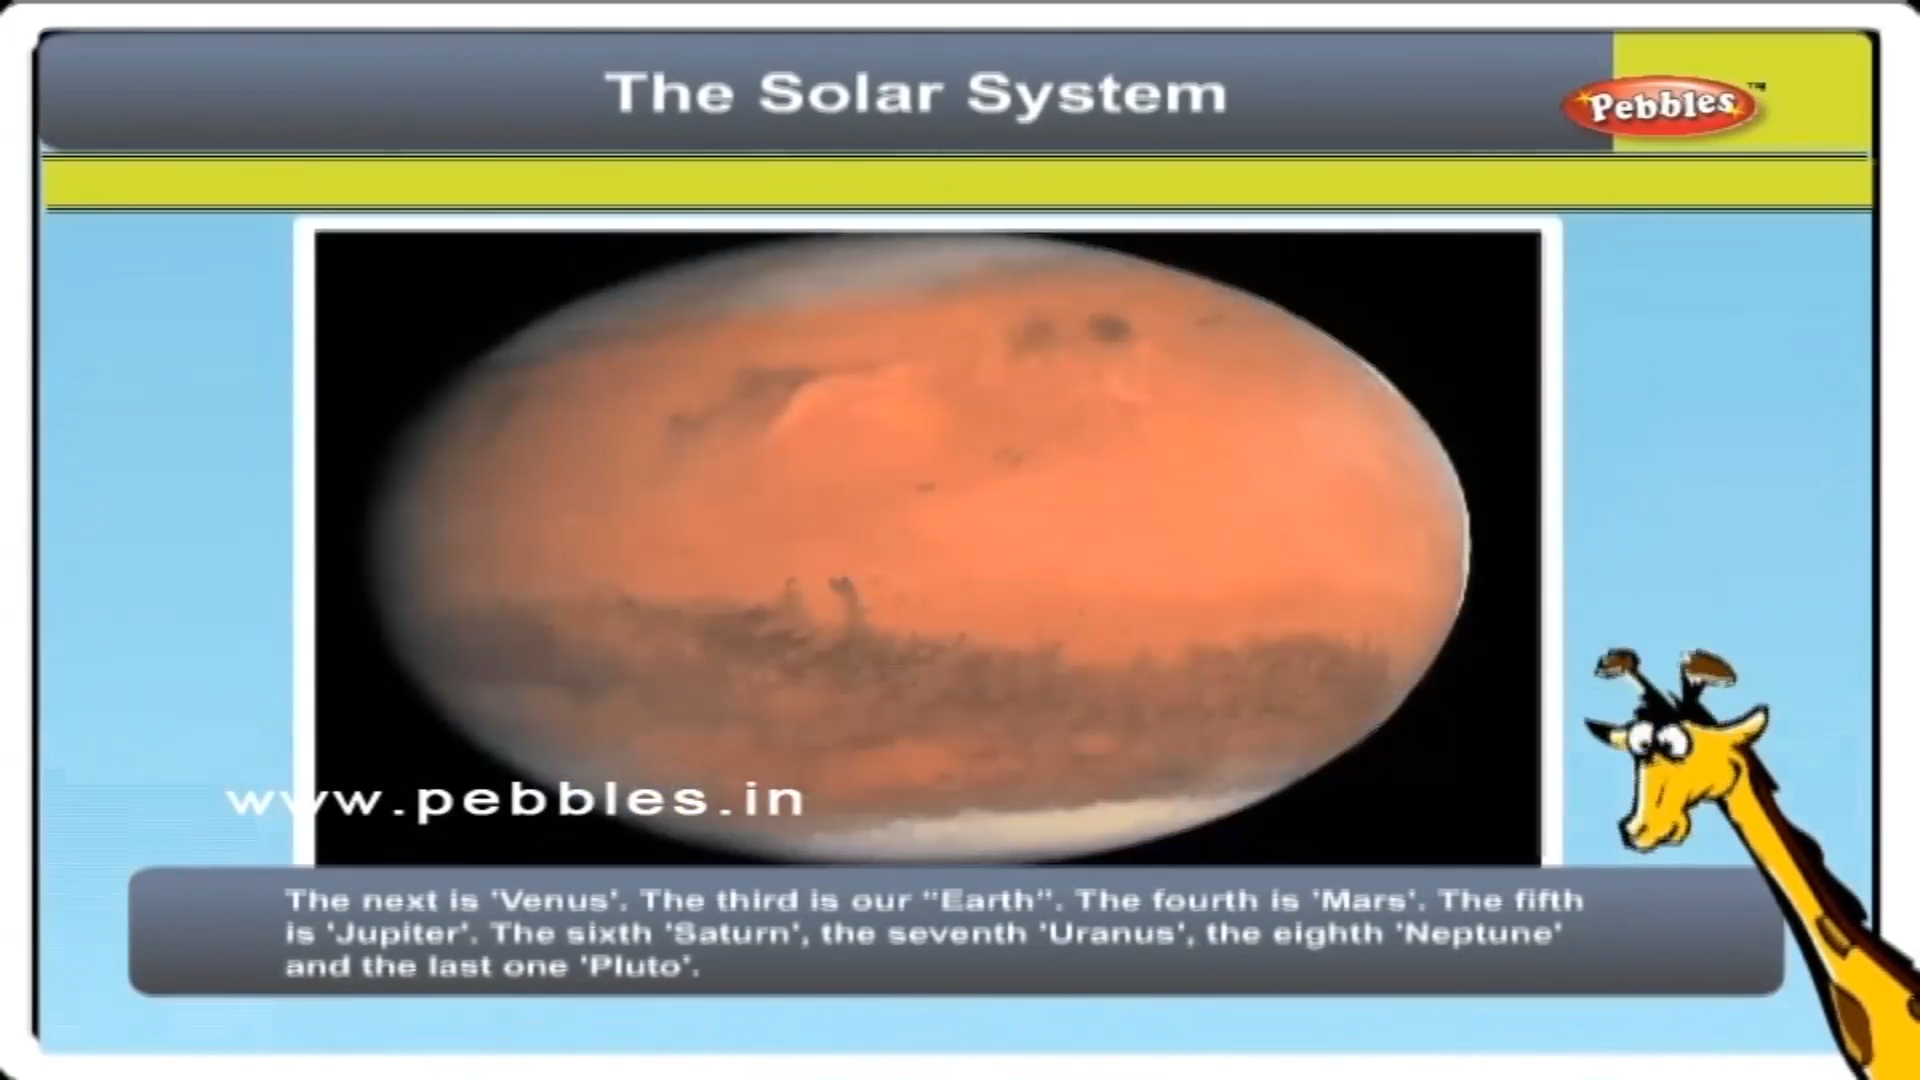 The Solar System
Pebbles™
www.pebbles.in
The next is 'Venus'. The third is our "Earth". The fourth is 'Mars'. The fifth
is 'Jupiter'. The sixth 'Saturn', the seventh 'Uranus', the eighth 'Neptune'
and the last one 'Pluto'.